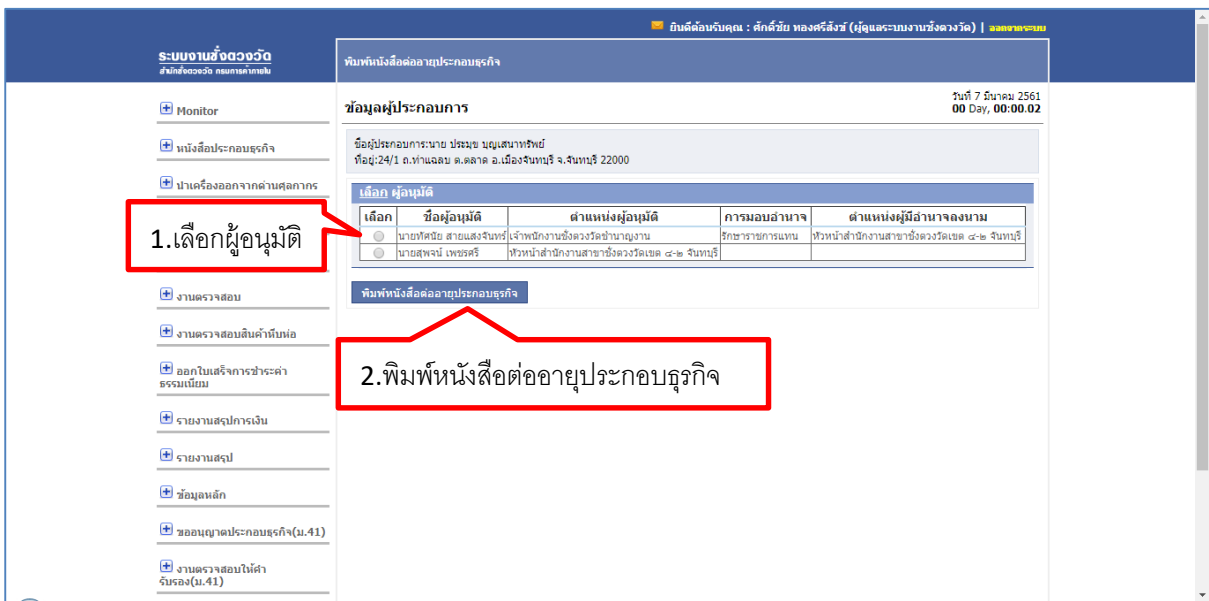 ยินดีต้อนรับคุณ : ศักดิ์ชัย ทองศรีสังข์ (ผู้ดูแลระบบงานชั่งตวงวัด) | ออกจากระบบ
ระบบงานชั่งตวงวัด
สำนักชั่งตวงวัด กรมการค้าภายใน
พิมพ์หนังสือต่ออายุประกอบธุรกิจ
วันที่ 7 มีนาคม 2561
00 Day, 00:00.02
ข้อมูลผู้ประกอบการ
ชื่อผู้ประกอบการ:นาย ประมุข บุญเสนาทรัพย์
ที่อยู่:24/1 ถ.ท่าแฉลบ ต.ตลาด อ.เมืองจันทบุรี จ.จันทบุรี 22000
เลือก ผู้อนุมัติ
เลือก ชื่อผู้อนุมัติ ตำแหน่งผู้อนุมัติ การมอบอำนาจ ตำแหน่งผู้มีอำนาจลงนาม
นายทัศนัย สายแสงจันทร์ เจ้าพนักงานชั่งตวงวัดชำนาญงาน รักษาราชการแทน หัวหน้าสำนักงานสาขาชั่งตวงวัดเขต ๔-๒ จันทบุรี
นายสุพจน์ เพชรศรี หัวหน้าสำนักงานสาขาชั่งตวงวัดเขต ๔-๒ จันทบุรี
พิมพ์หนังสือต่ออายุประกอบธุรกิจ
1.เลือกผู้อนุมัติ
2.พิมพ์หนังสือต่ออายุประกอบธุรกิจ
Monitor
หนังสือประกอบธุรกิจ
นำเครื่องออกจากด่านศุลกากร
งานตรวจสอบ
งานตรวจสอบสินค้าหีบห่อ
ออกใบเสร็จการชำระค่า
ธรรมเนียม
รายงานสรุปการเงิน
รายงานสรุป
ข้อมูลหลัก
ขออนุญาตประกอบธุรกิจ(ม.41)
งานตรวจสอบให้คำ
รับรอง(ม.41)